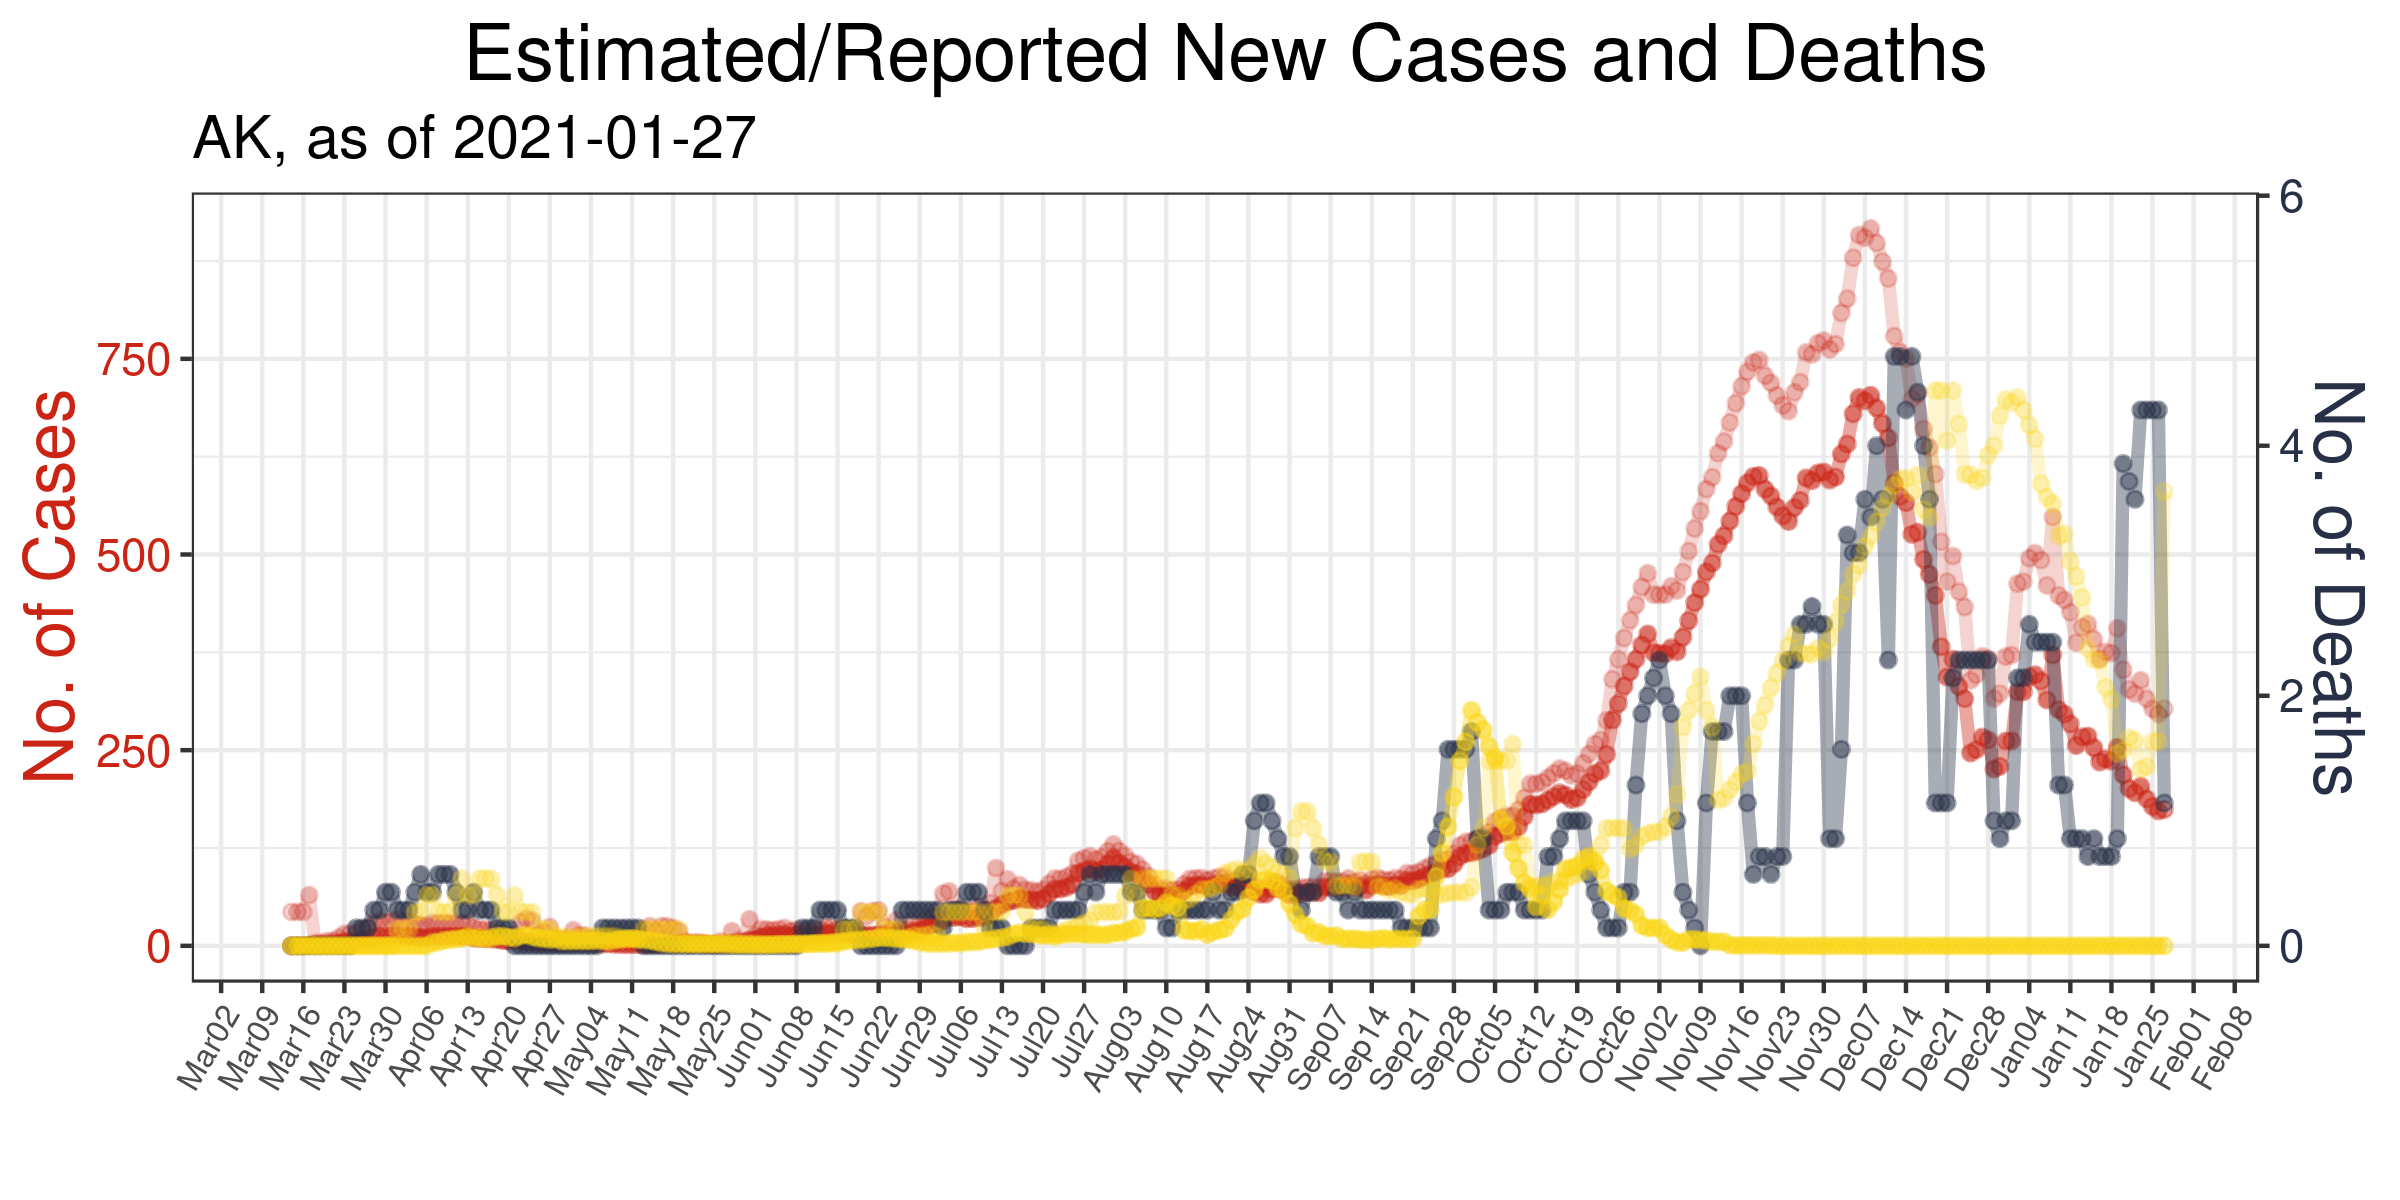 Estimated/Reported New Cases and Deaths
AK, as of 2021-01-27
No. of Cases
750
500
250
0
6
4
2
0
No. of Deaths
Mar02 Mar09 Mar16 Mar23 Mar30 Apr06 Apr13 Apr20 Apr27 May04 May11 May18 May25 Jun01 Jun08 Jun15 Jun22 Jun29 Jul06 Jul13 Jul20 Jul27 Aug03 Aug10 Aug17 Aug24 Aug31 Sep07 Sep14 Sep21 Sep28 Oct05 Oct12 Oct19 Oct26 Nov02 Nov09 Nov16 Nov23 Nov30 Dec07 Dec14 Dec21 Dec28 Jan04 Jan11 Jan18 Jan25 Feb01 Feb08